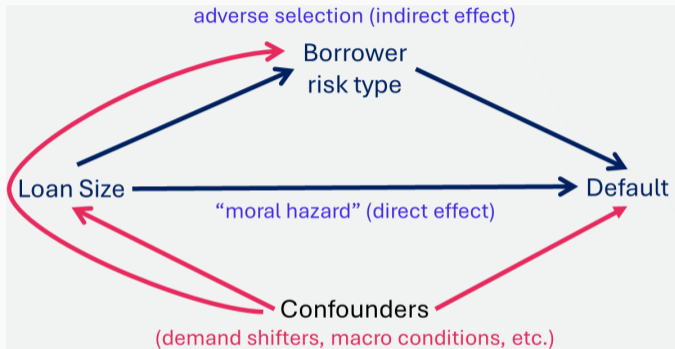 adverse selection (indirect effect)
Borrower
risk type
Loan Size
Default
“moral hazard” (direct effect)
Confounders
(demand shifters, macro conditions, etc.)